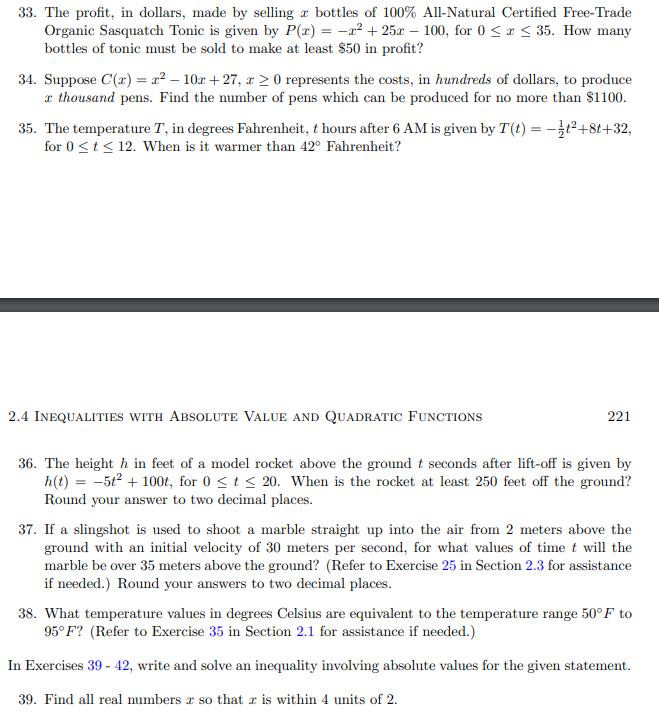 33. The profit, in dollars, made by selling x bottles of 100% All-Natural Certified Free-Trade
Organic Sasquatch Tonic is given by P(x) = −x² + 25x − 100, for 0 ≤ x ≤ 35. How many
bottles of tonic must be sold to make at least $50 in profit?
34. Suppose C(x) = x² − 10x + 27, x ≥ 0 represents the costs, in hundreds of dollars, to produce
x thousand pens. Find the number of pens which can be produced for no more than $1100.
35. The temperature T, in degrees Fahrenheit, t hours after 6 AM is given by T(t) = −½t²+8t+32,
for 0 ≤ t ≤ 12. When is it warmer than 42° Fahrenheit?
2.4 Inequalities with Absolute Value and Quadratic Functions 221
36. The height h in feet of a model rocket above the ground t seconds after lift-off is given by
h(t) = −5t² + 100t, for 0 ≤ t ≤ 20. When is the rocket at least 250 feet off the ground?
Round your answer to two decimal places.
37. If a slingshot is used to shoot a marble straight up into the air from 2 meters above the
ground with an initial velocity of 30 meters per second, for what values of time t will the
marble be over 35 meters above the ground? (Refer to Exercise 25 in Section 2.3 for assistance
if needed.) Round your answers to two decimal places.
38. What temperature values in degrees Celsius are equivalent to the temperature range 50°F to
95°F? (Refer to Exercise 35 in Section 2.1 for assistance if needed.)
In Exercises 39 - 42, write and solve an inequality involving absolute values for the given statement.
39. Find all real numbers x so that x is within 4 units of 2.